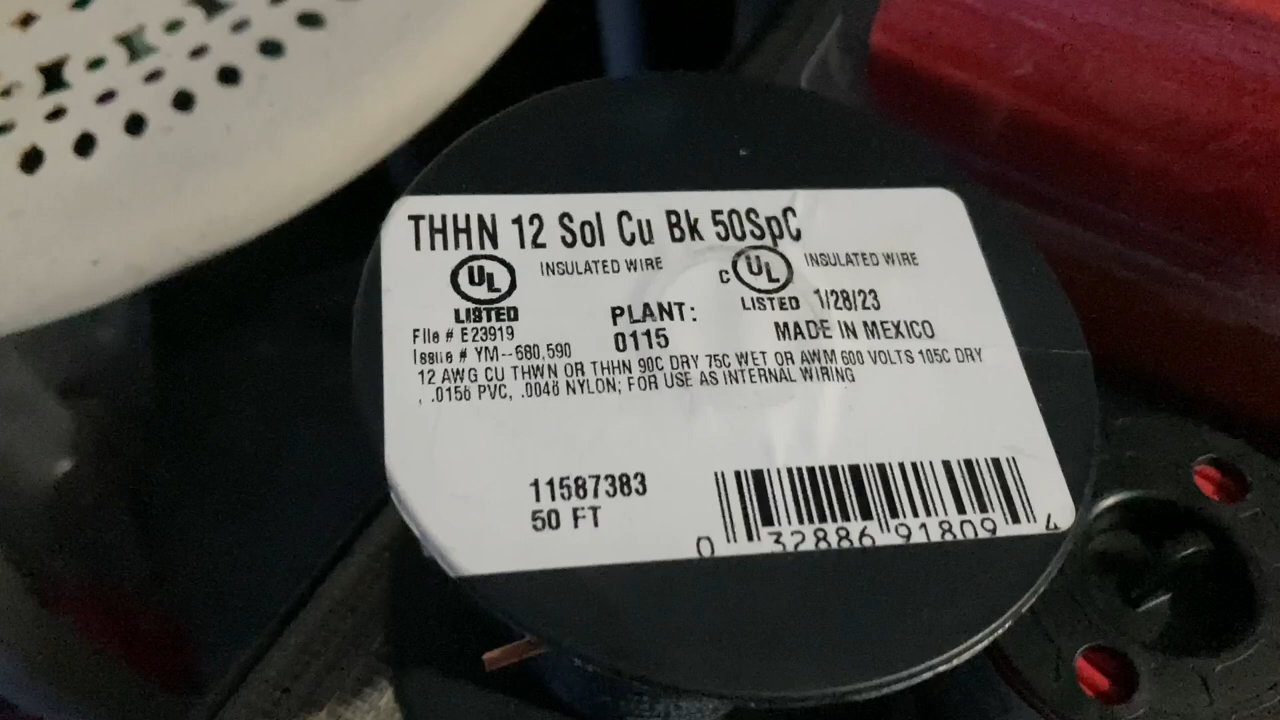 THHN 12 Sol Cu Bk 50SpC
UL INSULATED WIRE
LISTED
C UL INSULATED WIRE
LISTED 1/28/23
File # E23919
Issue # YM--680,590
PLANT:
0115
MADE IN MEXICO
12 AWG CU THWN OR THHN 90C DRY 75C WET OR AWM 600 VOLTS 105C DRY
, .0156 PVC, .0046 NYLON; FOR USE AS INTERNAL WIRING
11587383
50 FT
0 32886 91809 4